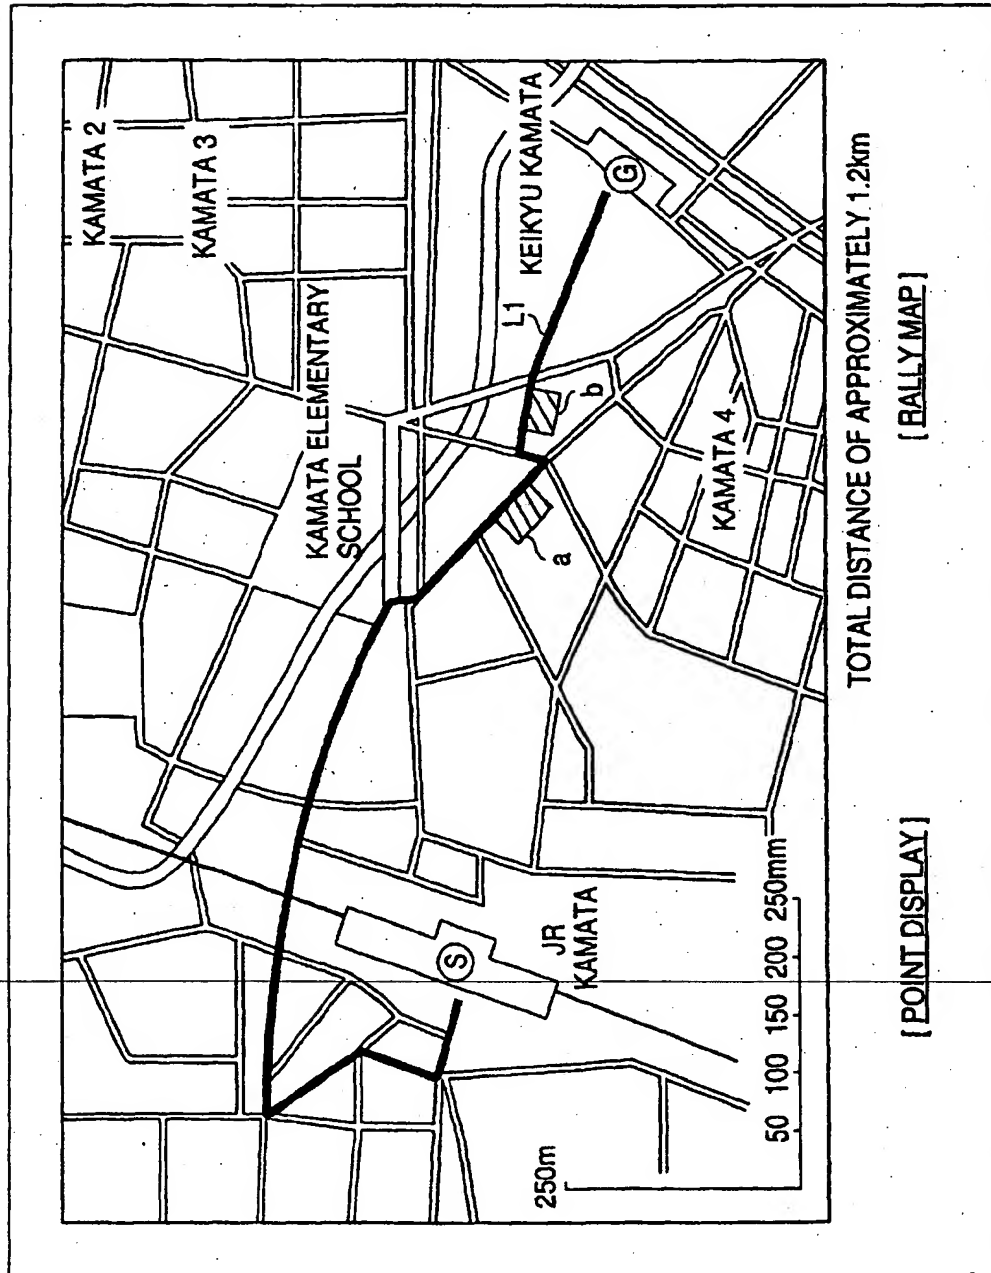 KAMATA 2
KAMATA 3
KAMATA ELEMENTARY
SCHOOL
KEIKYU KAMATA
G
L1
b
a
KAMATA 4
S
JR
KAMATA
250m
50 100 150 200 250mm
TOTAL DISTANCE OF APPROXIMATELY 1.2km
[POINT DISPLAY]
[RALLY MAP]